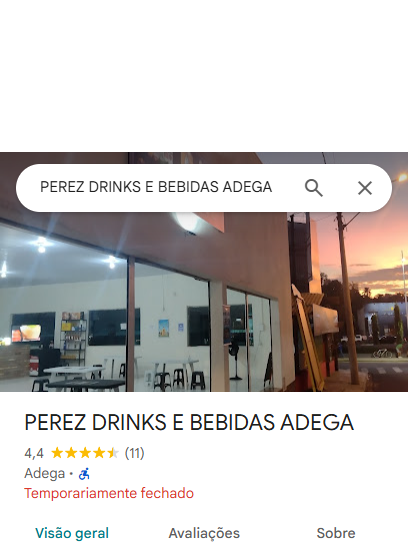 PEREZ DRINKS E BEBIDAS ADEGA
PEREZ DRINKS E BEBIDAS ADEGA
4,4 (11)
Adega ·
Temporariamente fechado
Visão geral Avaliações Sobre